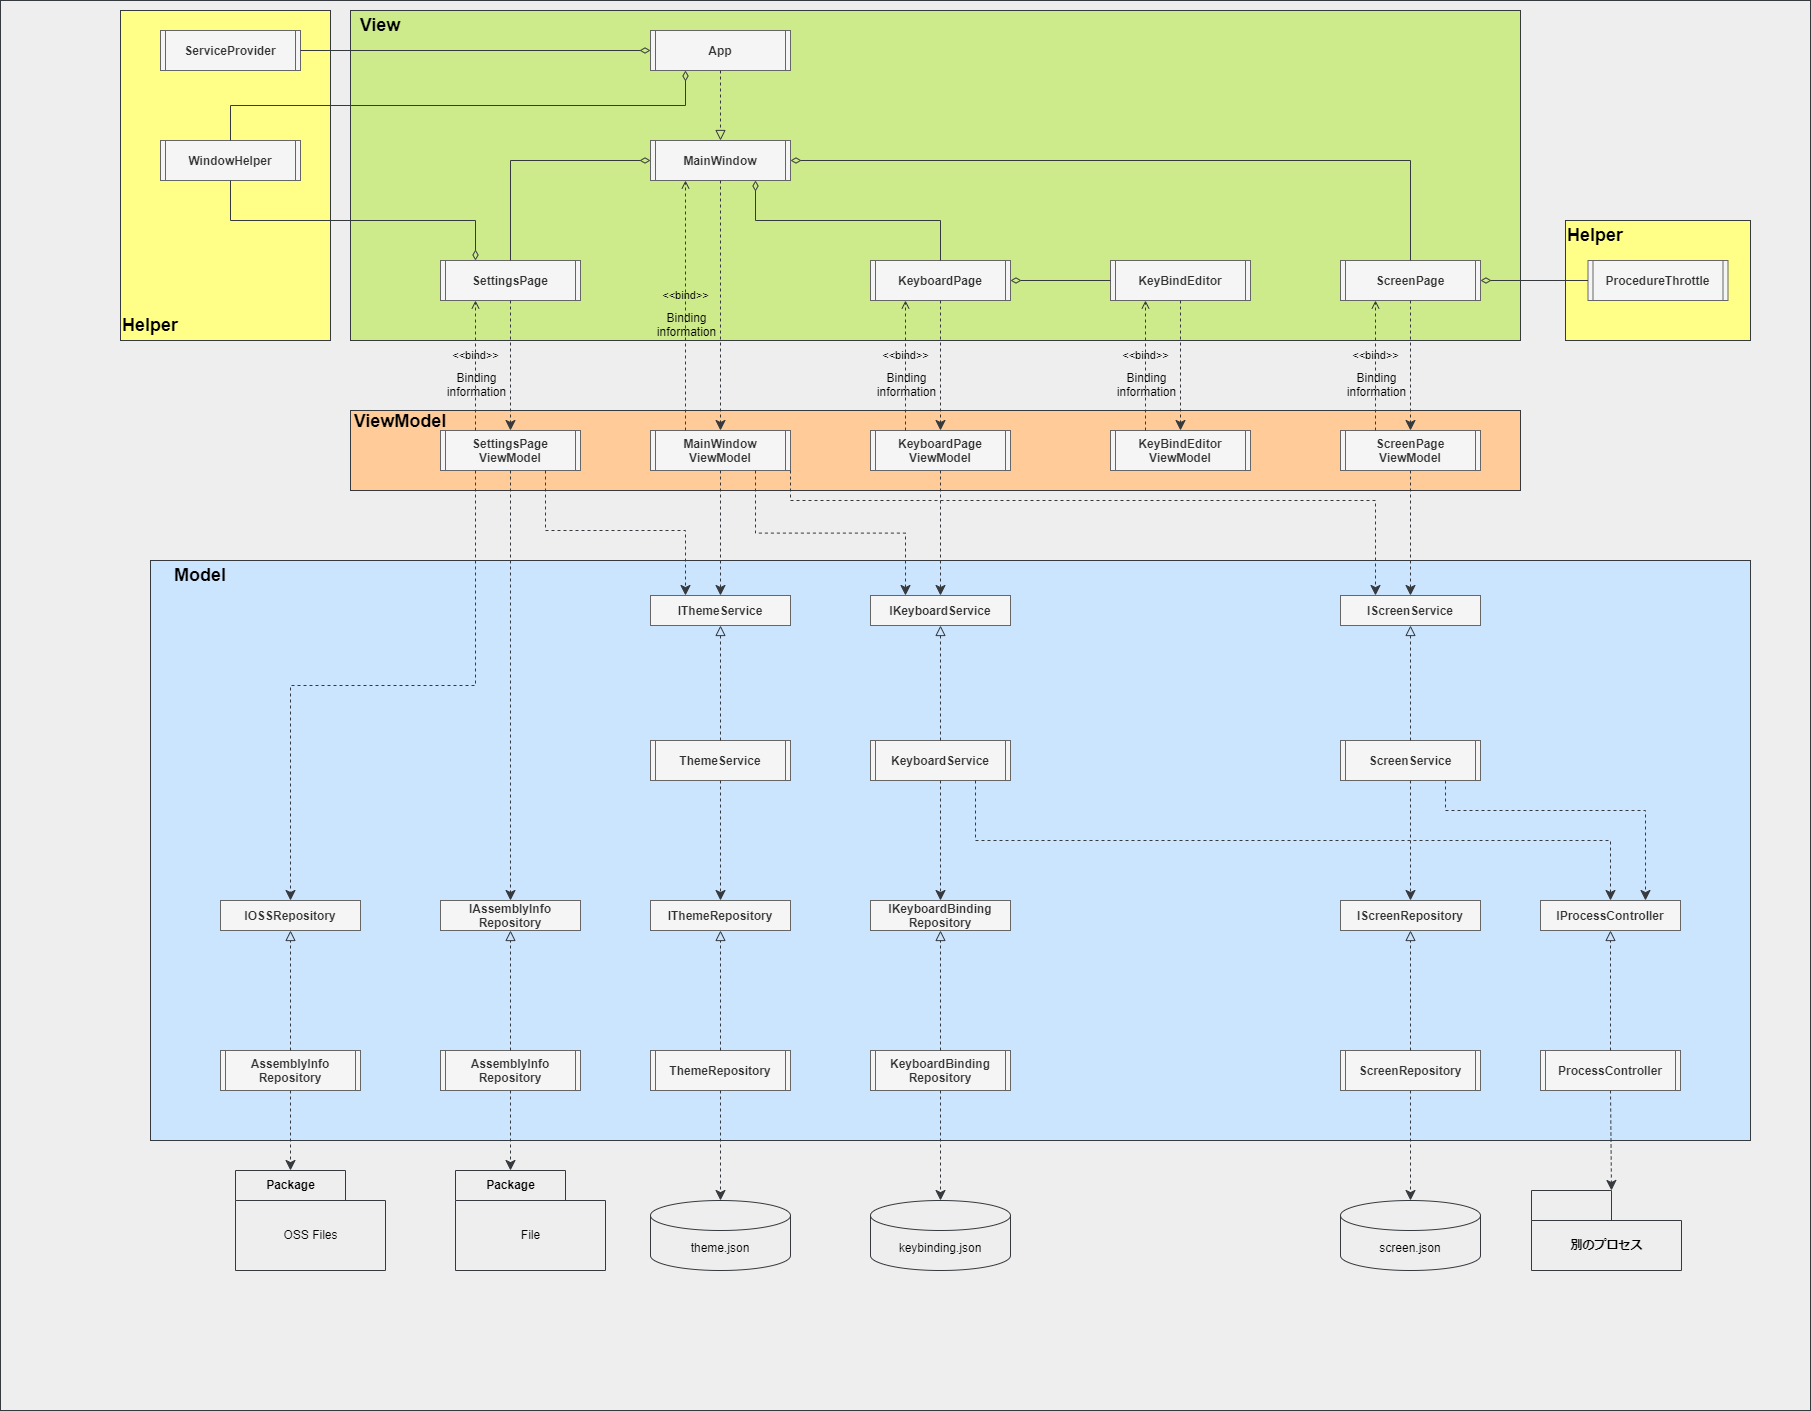 View
ServiceProvider
App
WindowHelper
MainWindow
Helper
SettingsPage
KeyboardPage
KeyBindEditor
ScreenPage
ProcedureThrottle
<<bind>>
Binding
information
Helper
<<bind>>
Binding
information
<<bind>>
Binding
information
<<bind>>
Binding
information
<<bind>>
Binding
information
ViewModel
SettingsPage
ViewModel
MainWindow
ViewModel
KeyboardPage
ViewModel
KeyBindEditor
ViewModel
ScreenPage
ViewModel
Model
IThemeService
IKeyboardService
IScreenService
ThemeService
KeyboardService
ScreenService
IOSSRepository
IAssemblyInfo
Repository
IThemeRepository
IKeyboardBinding
Repository
IScreenRepository
IProcessController
AssemblyInfo
Repository
AssemblyInfo
Repository
ThemeRepository
KeyboardBinding
Repository
ScreenRepository
ProcessController
Package
OSS Files
Package
File
theme.json
keybinding.json
screen.json
別のプロセス